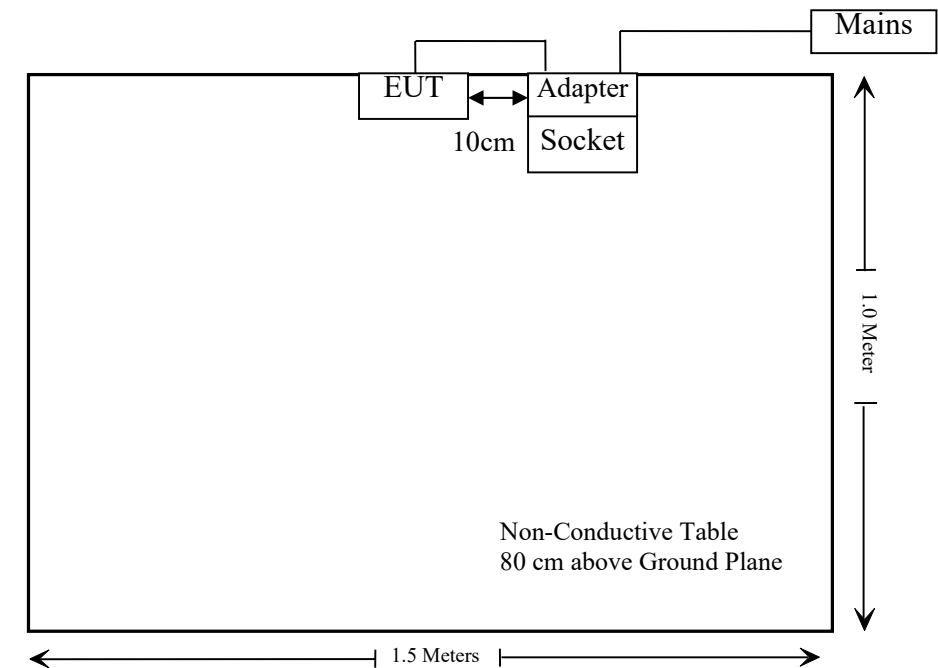 Mains
EUT
Adapter
10cm
Socket
1.0 Meter
Non-Conductive Table
80 cm above Ground Plane
1.5 Meters